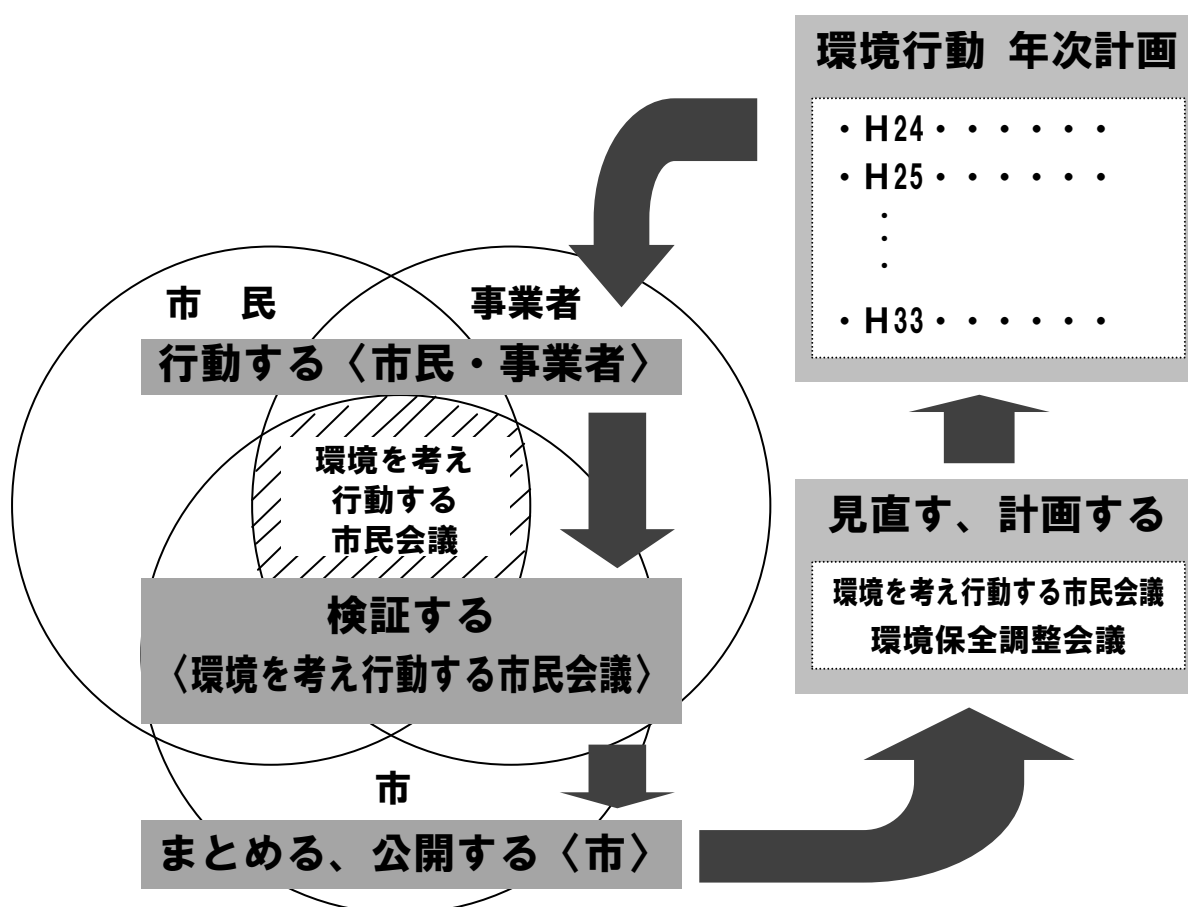 環境行動 年次計画
・H24・・・・・・
・H25・・・・・・
・
・
・
・H33・・・・・・
市　民
事業者
行動する〈市民・事業者〉
環境を考え
行動する
市民会議
検証する
〈環境を考え行動する市民会議〉
市
まとめる、公開する〈市〉
見直す、計画する
環境を考え行動する市民会議
環境保全調整会議